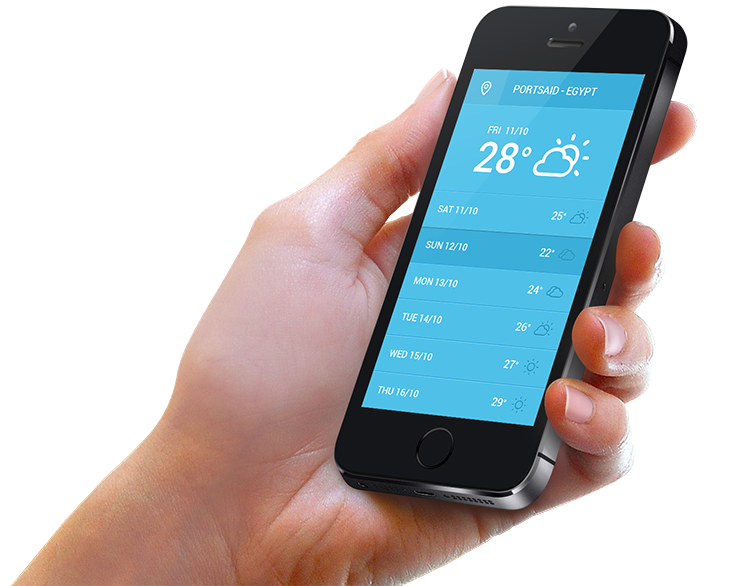 PORTSAID - EGYPT
FRI 11/10
28°
SAT 11/10 25°
SUN 12/10 22°
MON 13/10 24°
TUE 14/10 26°
WED 15/10 27°
THU 16/10 29°